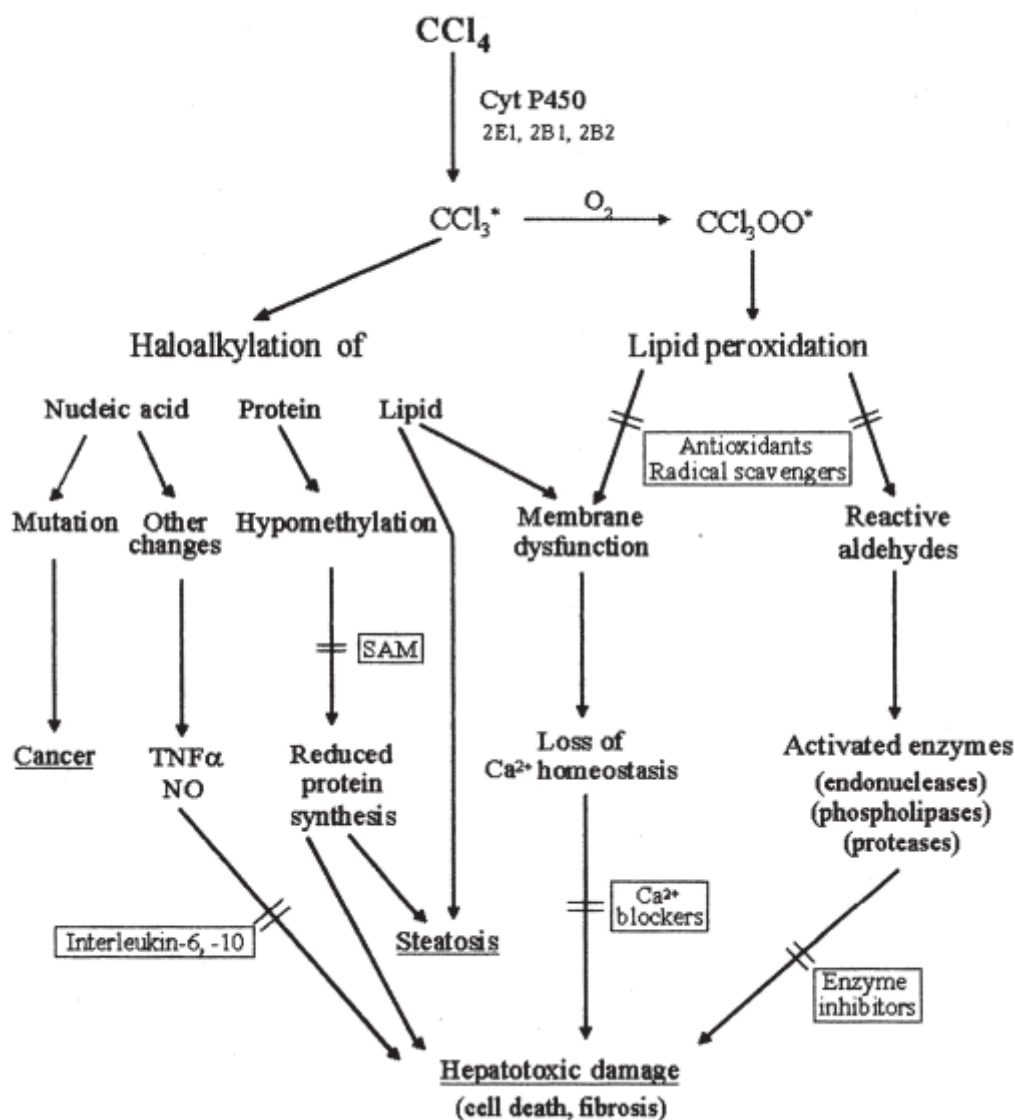 CCl4
Cyt P450
2E1, 2B1, 2B2
CCl3*
O2
CCl3OO*
Haloalkylation of
Lipid peroxidation
Nucleic acid
Protein
Lipid
Antioxidants
Radical scavengers
Mutation
Other
changes
Hypomethylation
Membrane
dysfunction
Reactive
aldehydes
SAM
Cancer
TNFα
NO
Reduced
protein
synthesis
Loss of
Ca²⁺ homeostasis
Activated enzymes
(endonucleases)
(phospholipases)
(proteases)
Interleukin-6, -10
Steatosis
Ca²⁺
blockers
Enzyme
inhibitors
Hepatotoxic damage
(cell death, fibrosis)